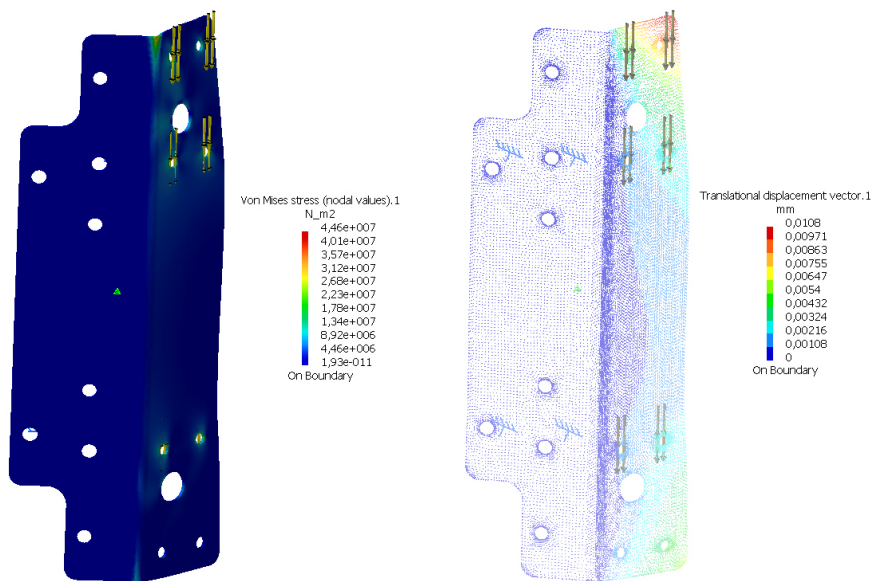 Von Mises stress (nodal values).1
N_m2
4,46e+007
4,01e+007
3,57e+007
3,12e+007
2,68e+007
2,23e+007
1,78e+007
1,34e+007
8,92e+006
4,46e+006
1,93e-011
On Boundary
Translational displacement vector.1
mm
0,0108
0,00971
0,00863
0,00755
0,00647
0,0054
0,00432
0,00324
0,00216
0,00108
0
On Boundary